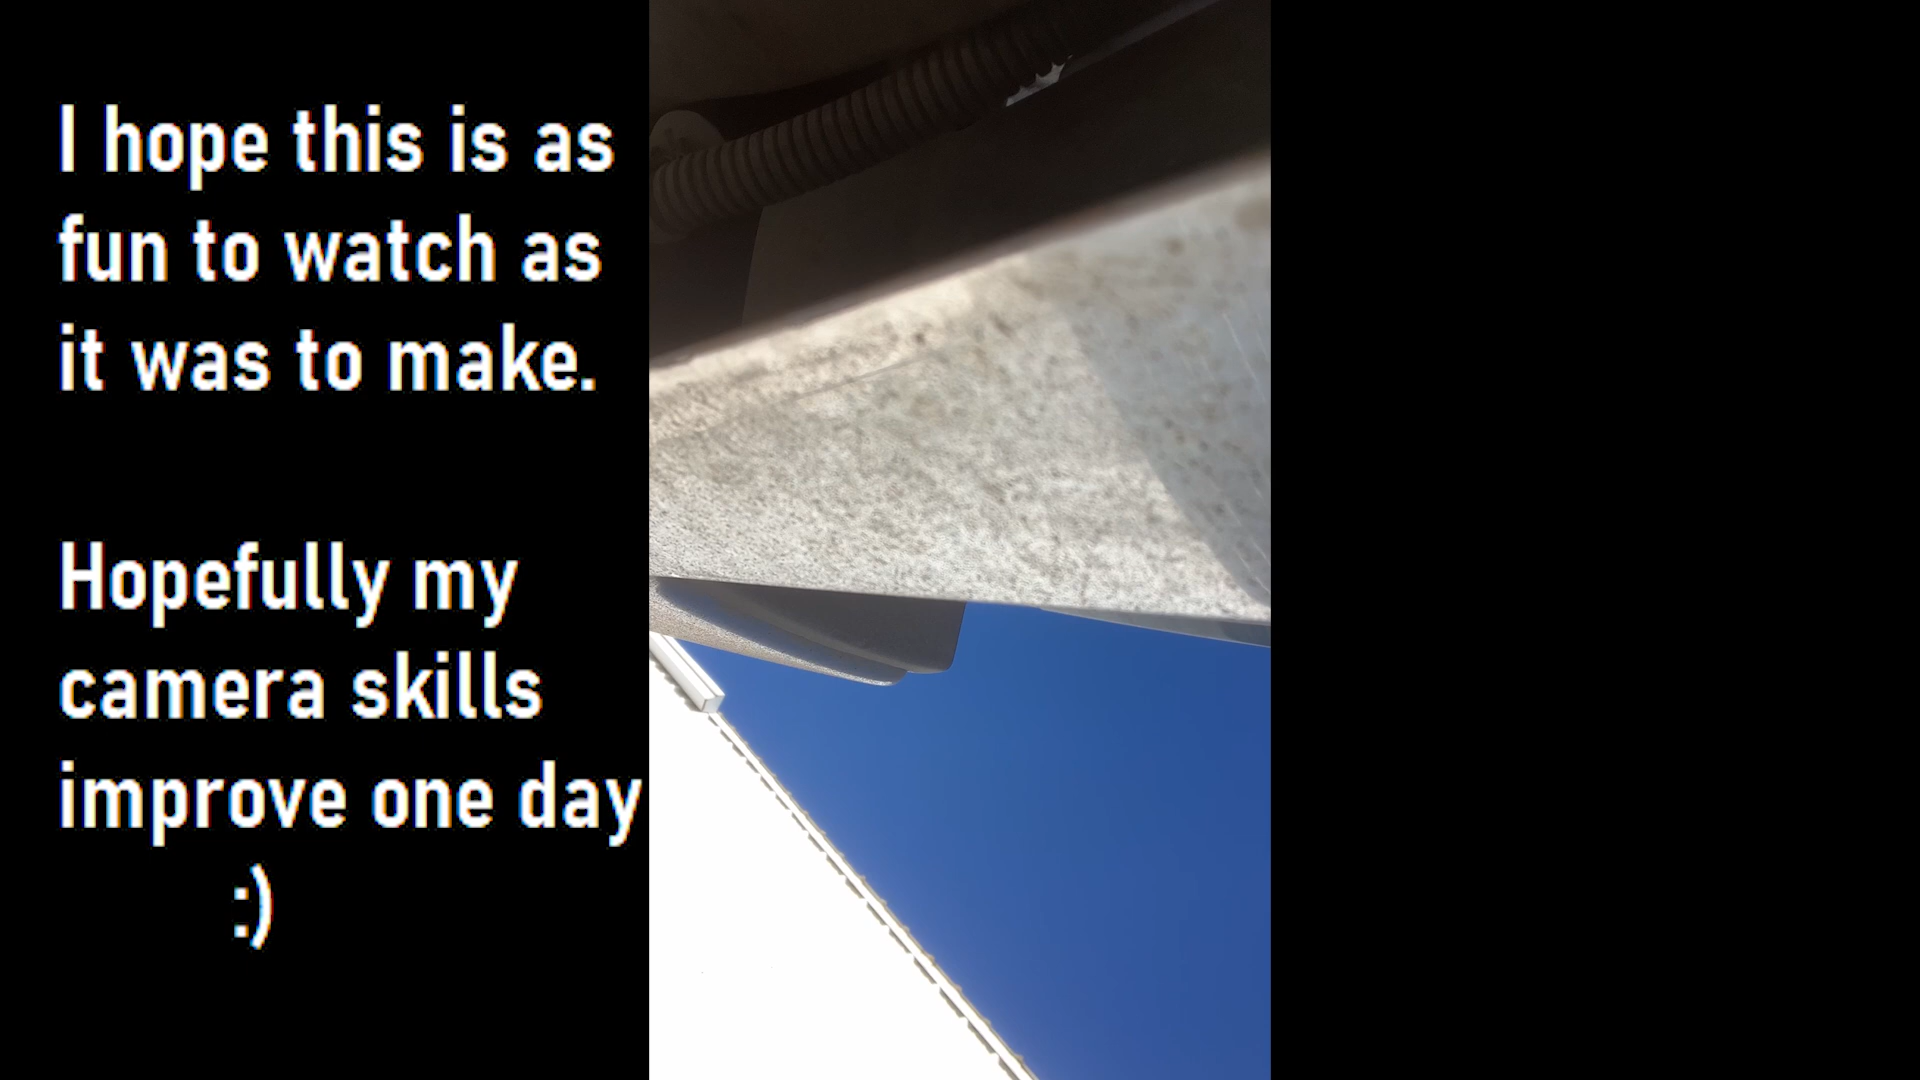 I hope this is as
fun to watch as
it was to make.
Hopefully my
camera skills
improve one day
:)